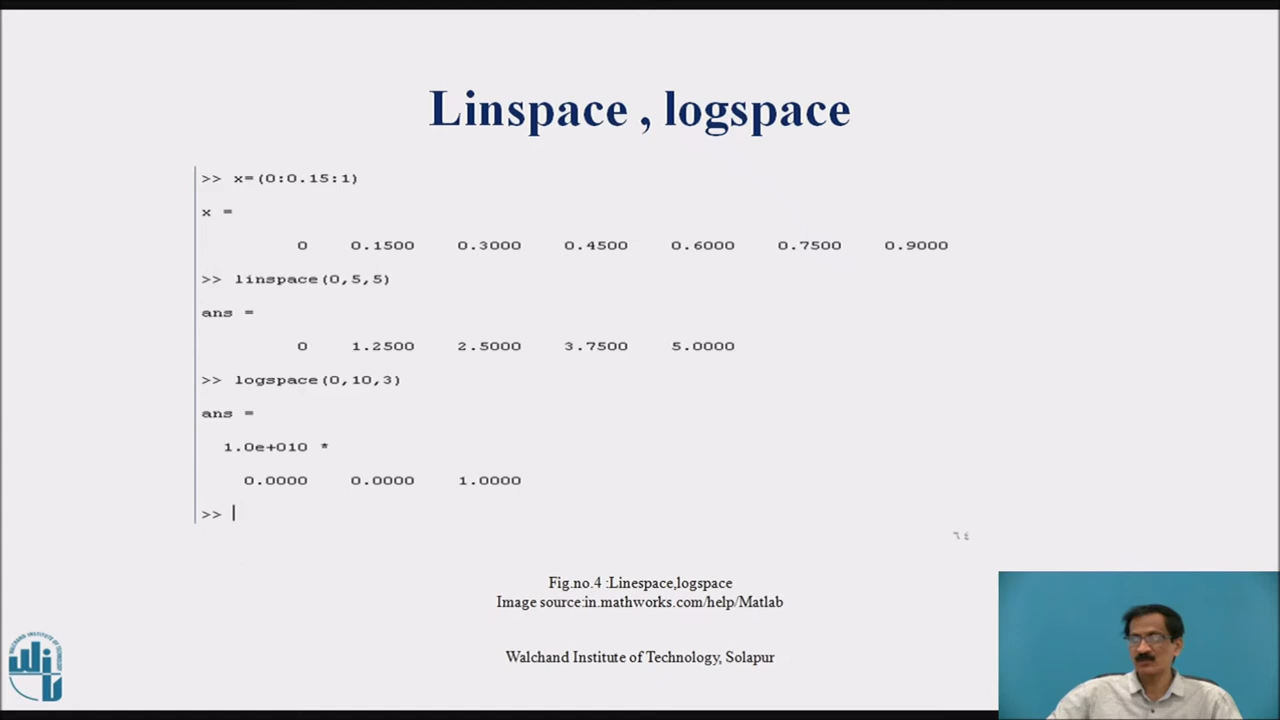 Linspace , logspace
>> x=(0:0.15:1)
x =
0 0.1500 0.3000 0.4500 0.6000 0.7500 0.9000
>> linspace(0,5,5)
ans =
0 1.2500 2.5000 3.7500 5.0000
>> logspace(0,10,3)
ans =
1.0e+010 *
0.0000 0.0000 1.0000
>>
Fig.no.4 :Linespace,logspace
Image source:in.mathworks.com/help/Matlab
Walchand Institute of Technology, Solapur